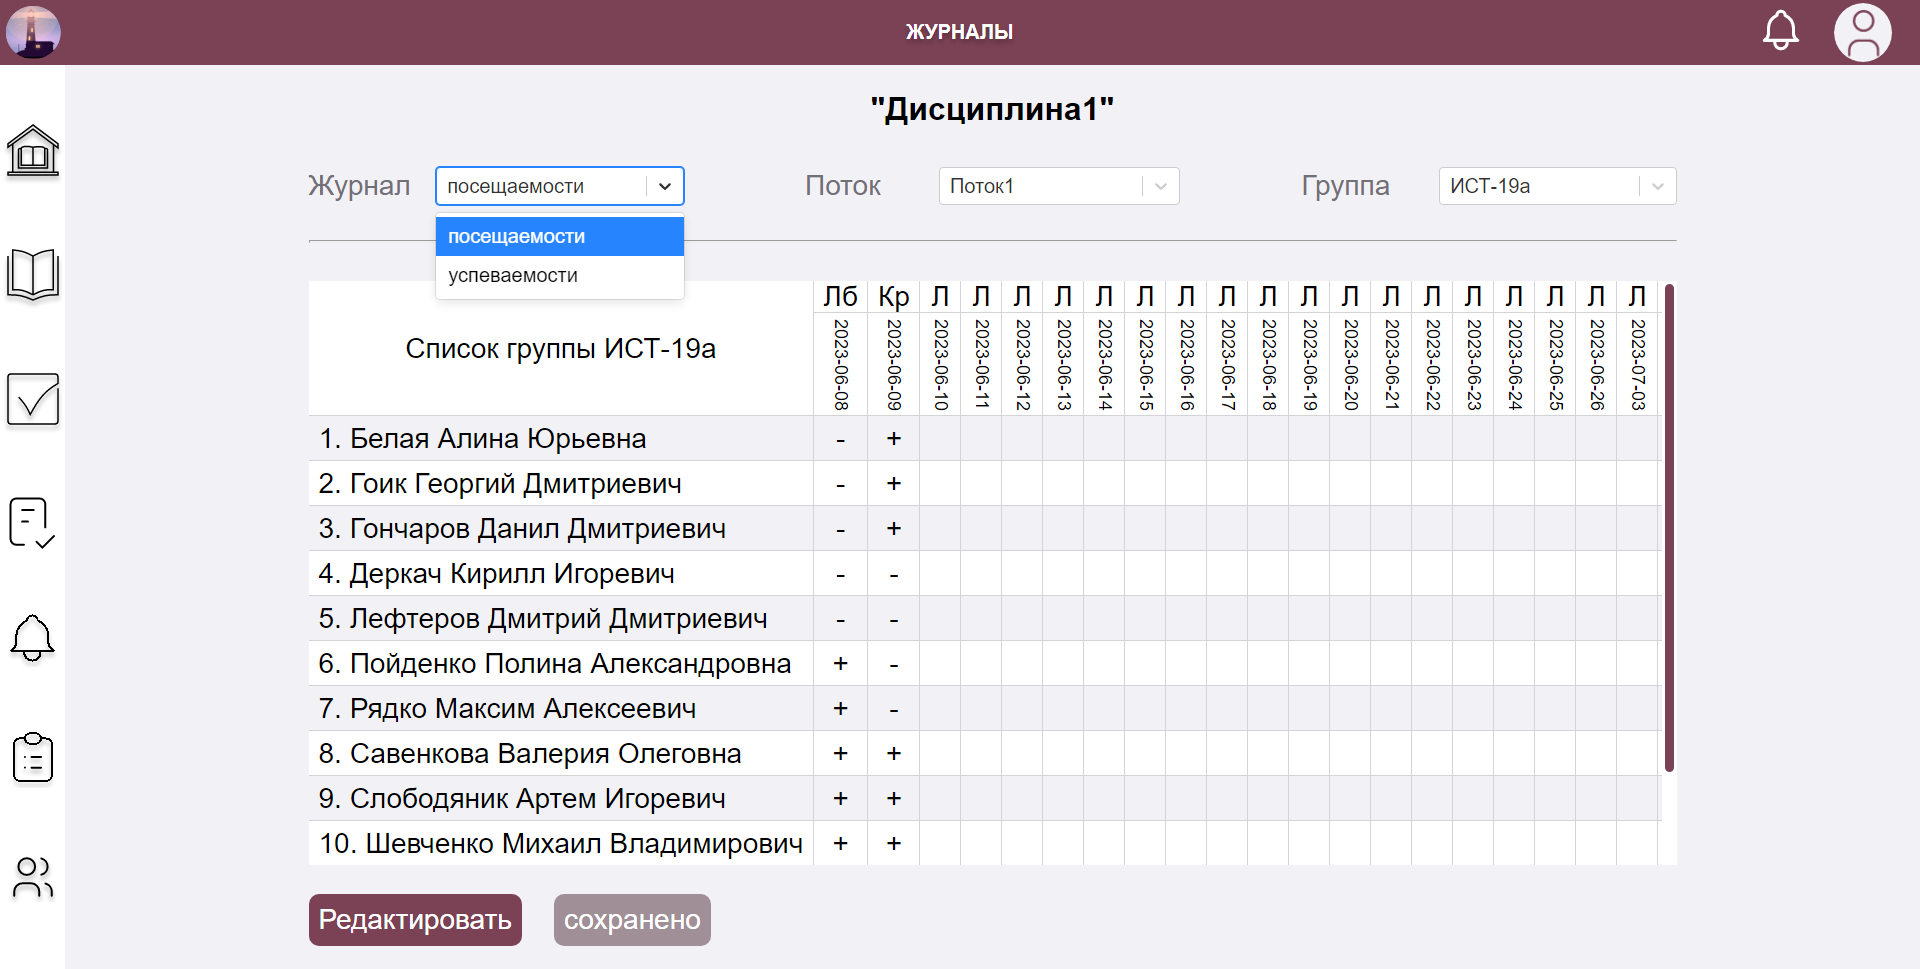 ЖУРНАЛЫ
"Дисциплина1"
Журнал посещаемости Поток Поток1 Группа ИСТ-19а
посещаемости
успеваемости
Список группы ИСТ-19а Лб Кр Л Л Л Л Л Л Л Л Л Л Л Л Л Л Л Л Л Л
2023-06-08 2023-06-09 2023-06-10 2023-06-11 2023-06-12 2023-06-13 2023-06-14 2023-06-15 2023-06-16 2023-06-17 2023-06-18 2023-06-19 2023-06-20 2023-06-21 2023-06-22 2023-06-23 2023-06-24 2023-06-25 2023-06-26 2023-07-03
1. Белая Алина Юрьевна - +
2. Гоик Георгий Дмитриевич - +
3. Гончаров Данил Дмитриевич - +
4. Деркач Кирилл Игоревич - -
5. Лефтеров Дмитрий Дмитриевич - -
6. Пойденко Полина Александровна + -
7. Рядко Максим Алексеевич + -
8. Савенкова Валерия Олеговна + +
9. Слободяник Артем Игоревич + +
10. Шевченко Михаил Владимирович + +
Редактировать сохранено